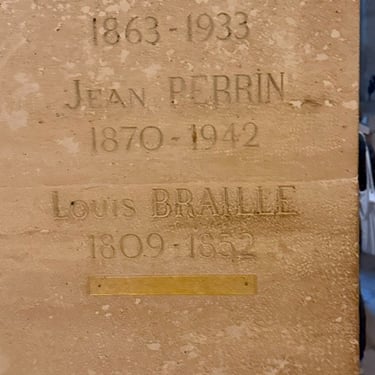 1863-1933
JEAN PERRIN
1870-1942
LOUIS BRAILLE
1809-1852